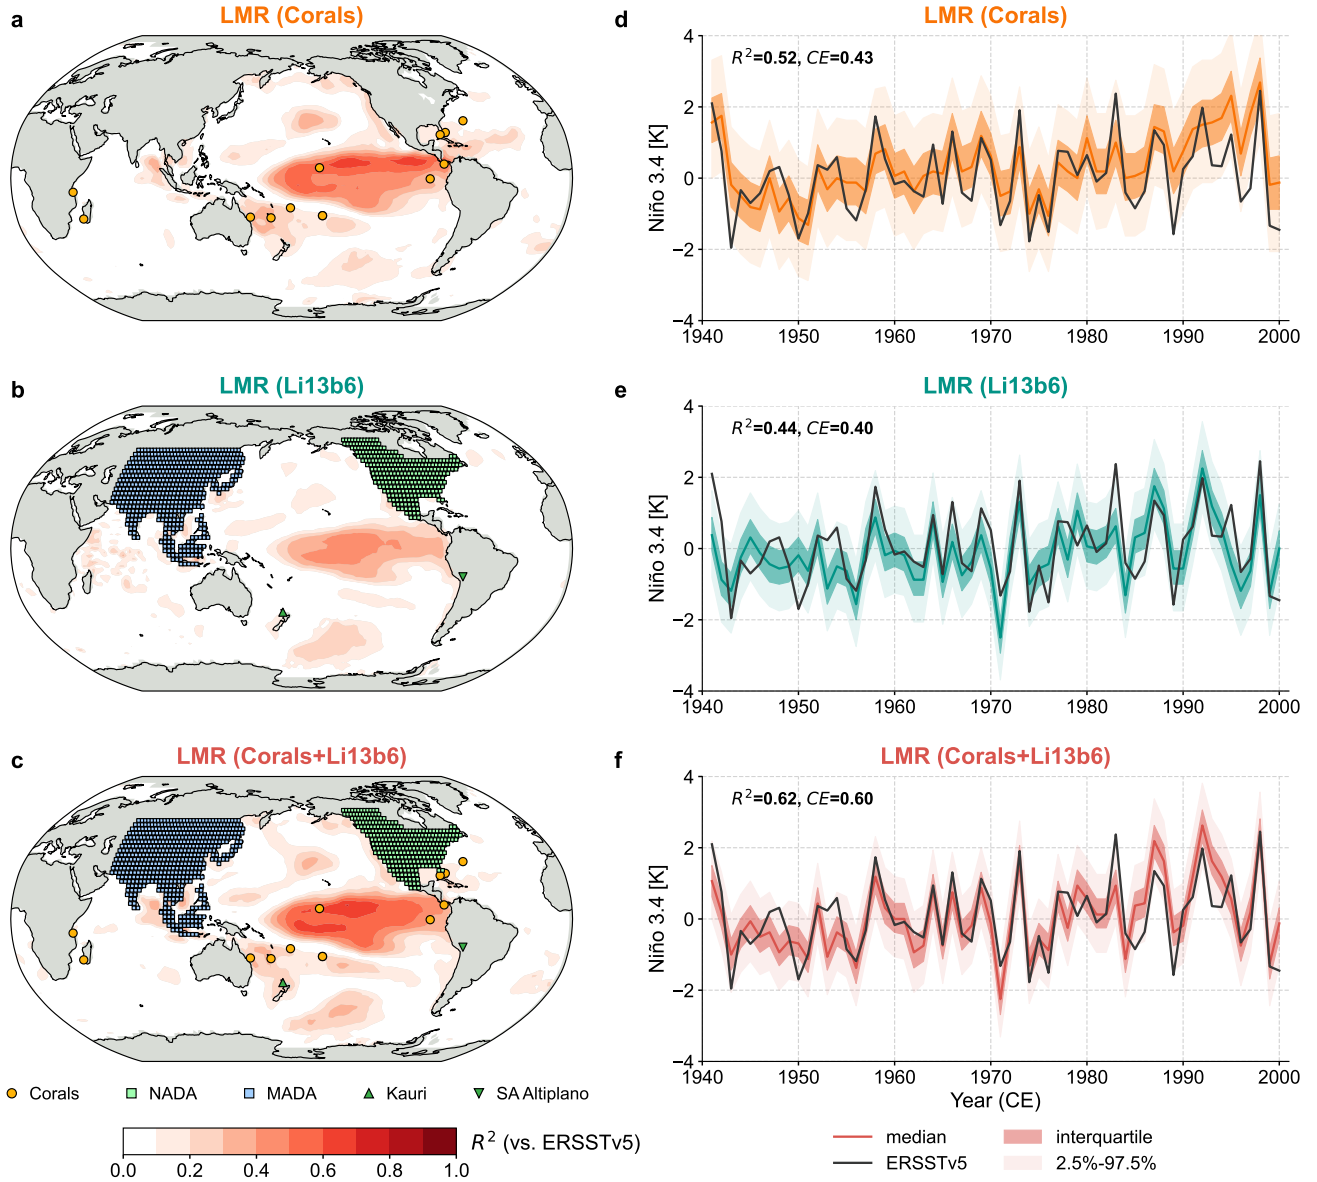 a
LMR (Corals)
b
LMR (Li13b6)
c
LMR (Corals+Li13b6)
Corals
NADA
MADA
Kauri
SA Altiplano
0.0 0.2 0.4 0.6 0.8 1.0
R² (vs. ERSSTv5)
d
LMR (Corals)
R²=0.52, CE=0.43
Niño 3.4 [K]
4
2
0
−2
−4
1940 1950 1960 1970 1980 1990 2000
e
LMR (Li13b6)
R²=0.44, CE=0.40
Niño 3.4 [K]
4
2
0
−2
−4
1940 1950 1960 1970 1980 1990 2000
f
LMR (Corals+Li13b6)
R²=0.62, CE=0.60
Niño 3.4 [K]
4
2
0
−2
−4
1940 1950 1960 1970 1980 1990 2000
Year (CE)
median
ERSSTv5
interquartile
2.5%-97.5%